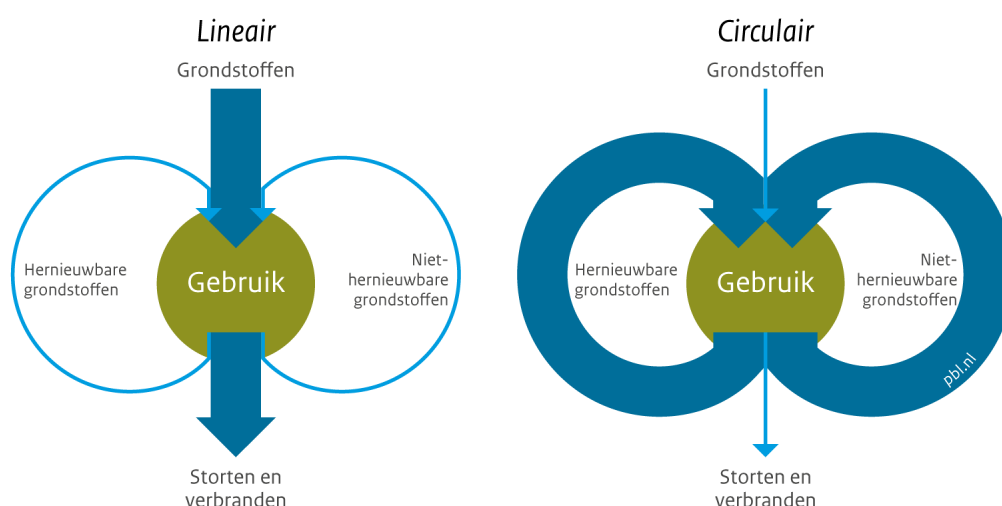 Lineair
Grondstoffen
Hernieuwbare
grondstoffen
Gebruik
Niet-
hernieuwbare
grondstoffen
Storten en
verbranden
Circulair
Grondstoffen
Hernieuwbare
grondstoffen
Gebruik
Niet-
hernieuwbare
grondstoffen
pbl.nl
Storten en
verbranden